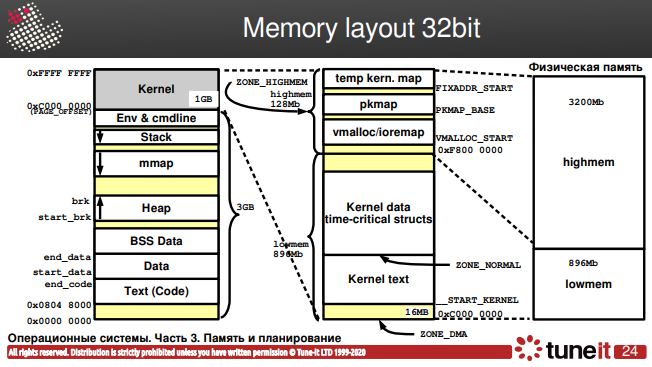 Memory layout 32bit
0xFFFF FFFF
Kernel
1GB
0xC000 0000
(PAGE_OFFSET)
Env & cmdline
Stack
mmap
brk
Heap
start_brk
BSS Data
end_data
Data
start_data
end_code
Text (Code)
0x0804 8000
0x0000 0000
3GB
ZONE_HIGHMEM
highmem
128Mb
lowmem
896Mb
temp kern. map
FIXADDR_START
pkmap
PKMAP_BASE
vmalloc/ioremap
VMALLOC_START
0xF800 0000
Kernel data
time-critical structs
ZONE_NORMAL
Kernel text
__START_KERNEL
16MB
0xC000 0000
ZONE_DMA
Физическая память
3200Mb
highmem
896Mb
lowmem
Операционные системы. Часть 3. Память и планирование
All rights reserved. Distribution is strictly prohibited unless you have written permission © Tune-it LTD 1999-2020
tuneit
24